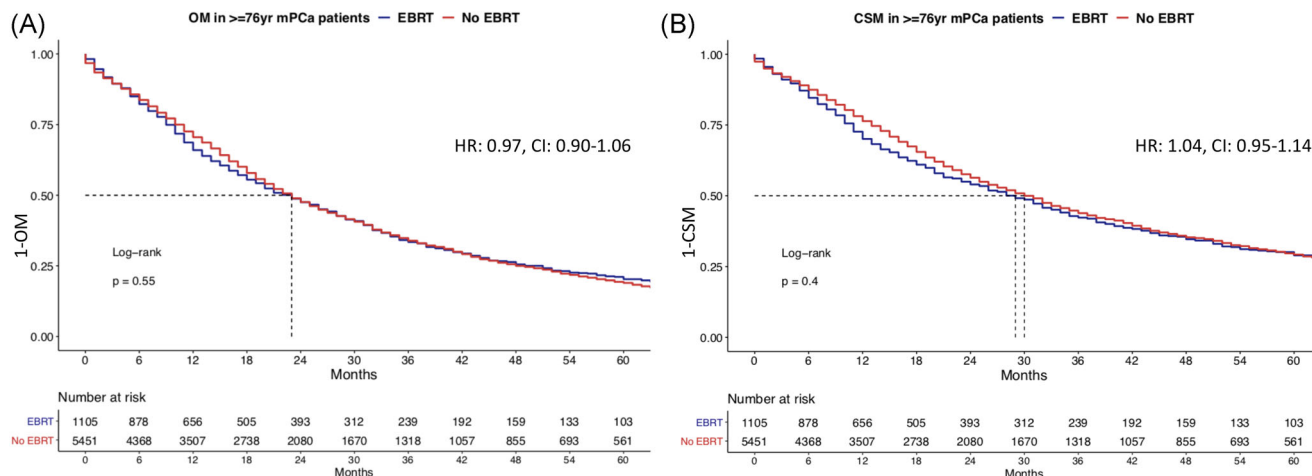 (A)
OM in >=76yr mPCa patients EBRT No EBRT
1.00
0.75
HR: 0.97, CI: 0.90-1.06
0.50
1-OM
Log-rank
0.25
p = 0.55
0.00
0 6 12 18 24 30 36 42 48 54 60
Months
Number at risk
EBRT 1105 878 656 505 393 312 239 192 159 133 103
No EBRT 5451 4368 3507 2738 2080 1670 1318 1057 855 693 561
0 6 12 18 24 30 36 42 48 54 60
Months
(B)
CSM in >=76yr mPCa patients EBRT No EBRT
1.00
0.75
HR: 1.04, CI: 0.95-1.14
0.50
1-CSM
Log-rank
0.25
p = 0.4
0.00
0 6 12 18 24 30 36 42 48 54 60
Months
Number at risk
EBRT 1105 878 656 505 393 312 239 192 159 133 103
No EBRT 5451 4368 3507 2738 2080 1670 1318 1057 855 693 561
0 6 12 18 24 30 36 42 48 54 60
Months